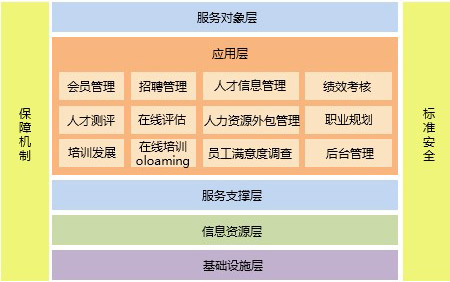 服务对象层
应用层
会员管理
招聘管理
人才信息管理
绩效考核
人才测评
在线评估
人力资源外包管理
职业规划
培训发展
在线培训
oloaming
员工满意度调查
后台管理
服务支撑层
信息资源层
基础设施层
保障机制
标准安全